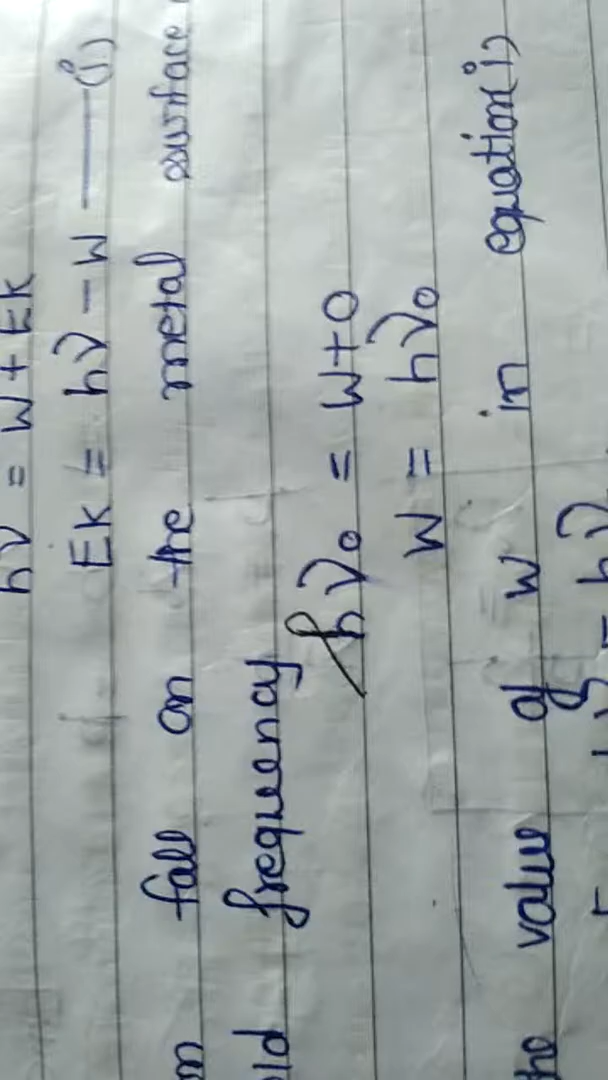 hν = W + EK
EK = hν - W ——— (i)
fall on the metal surface
frequency
hν₀ = W + 0
W = hν₀
value of W in equation (i)